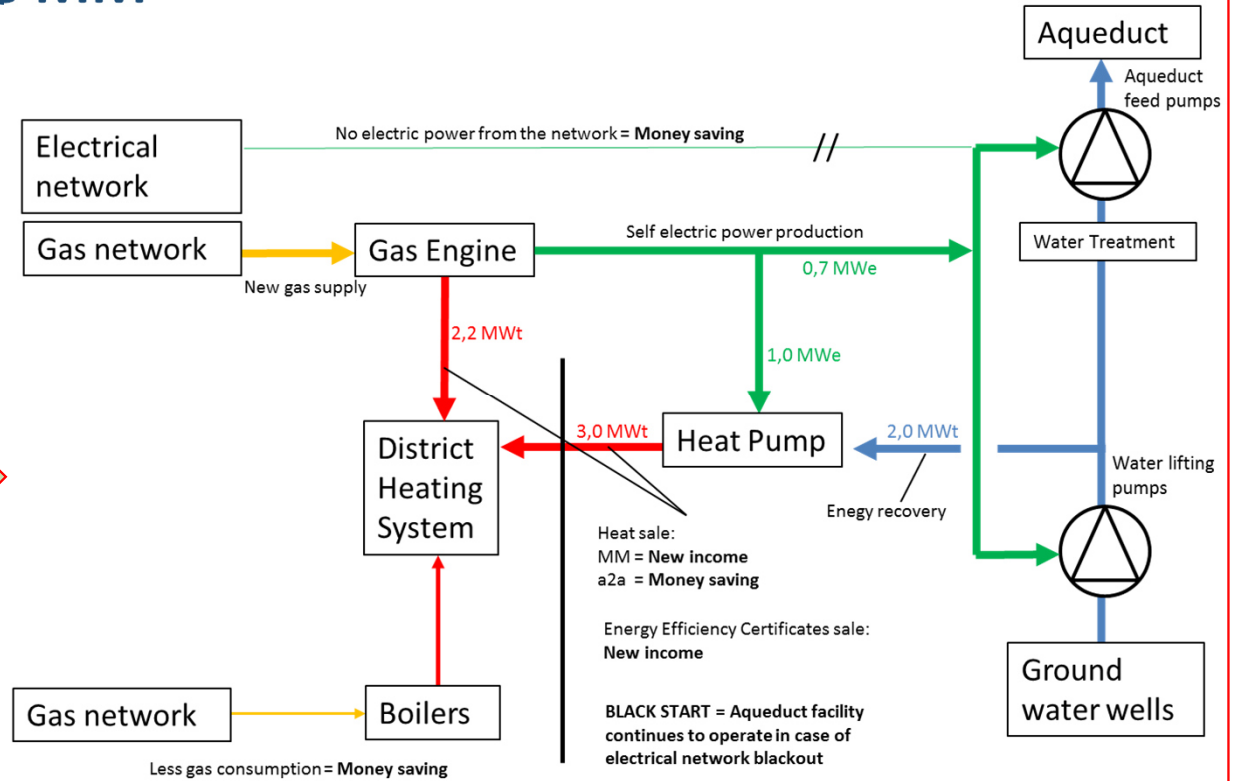 Aqueduct
Aqueduct
feed pumps
No electric power from the network = Money saving
//
Electrical
network
Gas network
New gas supply
Gas Engine
Self electric power production
0,7 MWe
Water Treatment
2,2 MWt
1,0 MWe
District
Heating
System
3,0 MWt
Heat Pump
2,0 MWt
Enegy recovery
Water lifting
pumps
Heat sale:
MM = New income
a2a = Money saving
Energy Efficiency Certificates sale:
New income
BLACK START = Aqueduct facility
continues to operate in case of
electrical network blackout
Ground
water wells
Gas network
Boilers
Less gas consumption = Money saving